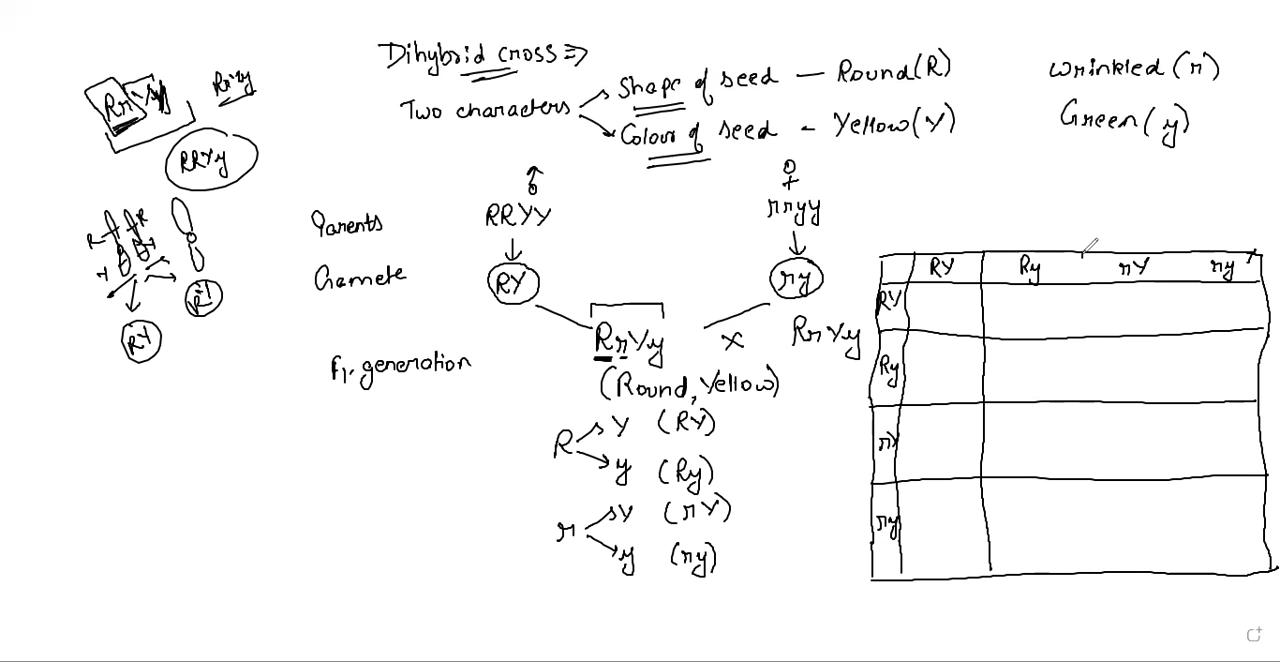 Dihybrid cross ⇒
Two characters
Shape of seed — Round (R) Wrinkled (r)
Colour of seed - Yellow (Y) Green (y)
RrYy
RRYy
R R
RY
Parents RRYY rryy
Gamete RY ry
F1. generation RrYy x RrYy
(Round, Yellow)
R Y (RY)
y (Ry)
r Y (rY)
y (ry)
RY Ry rY ry
RY
Ry
rY
ry